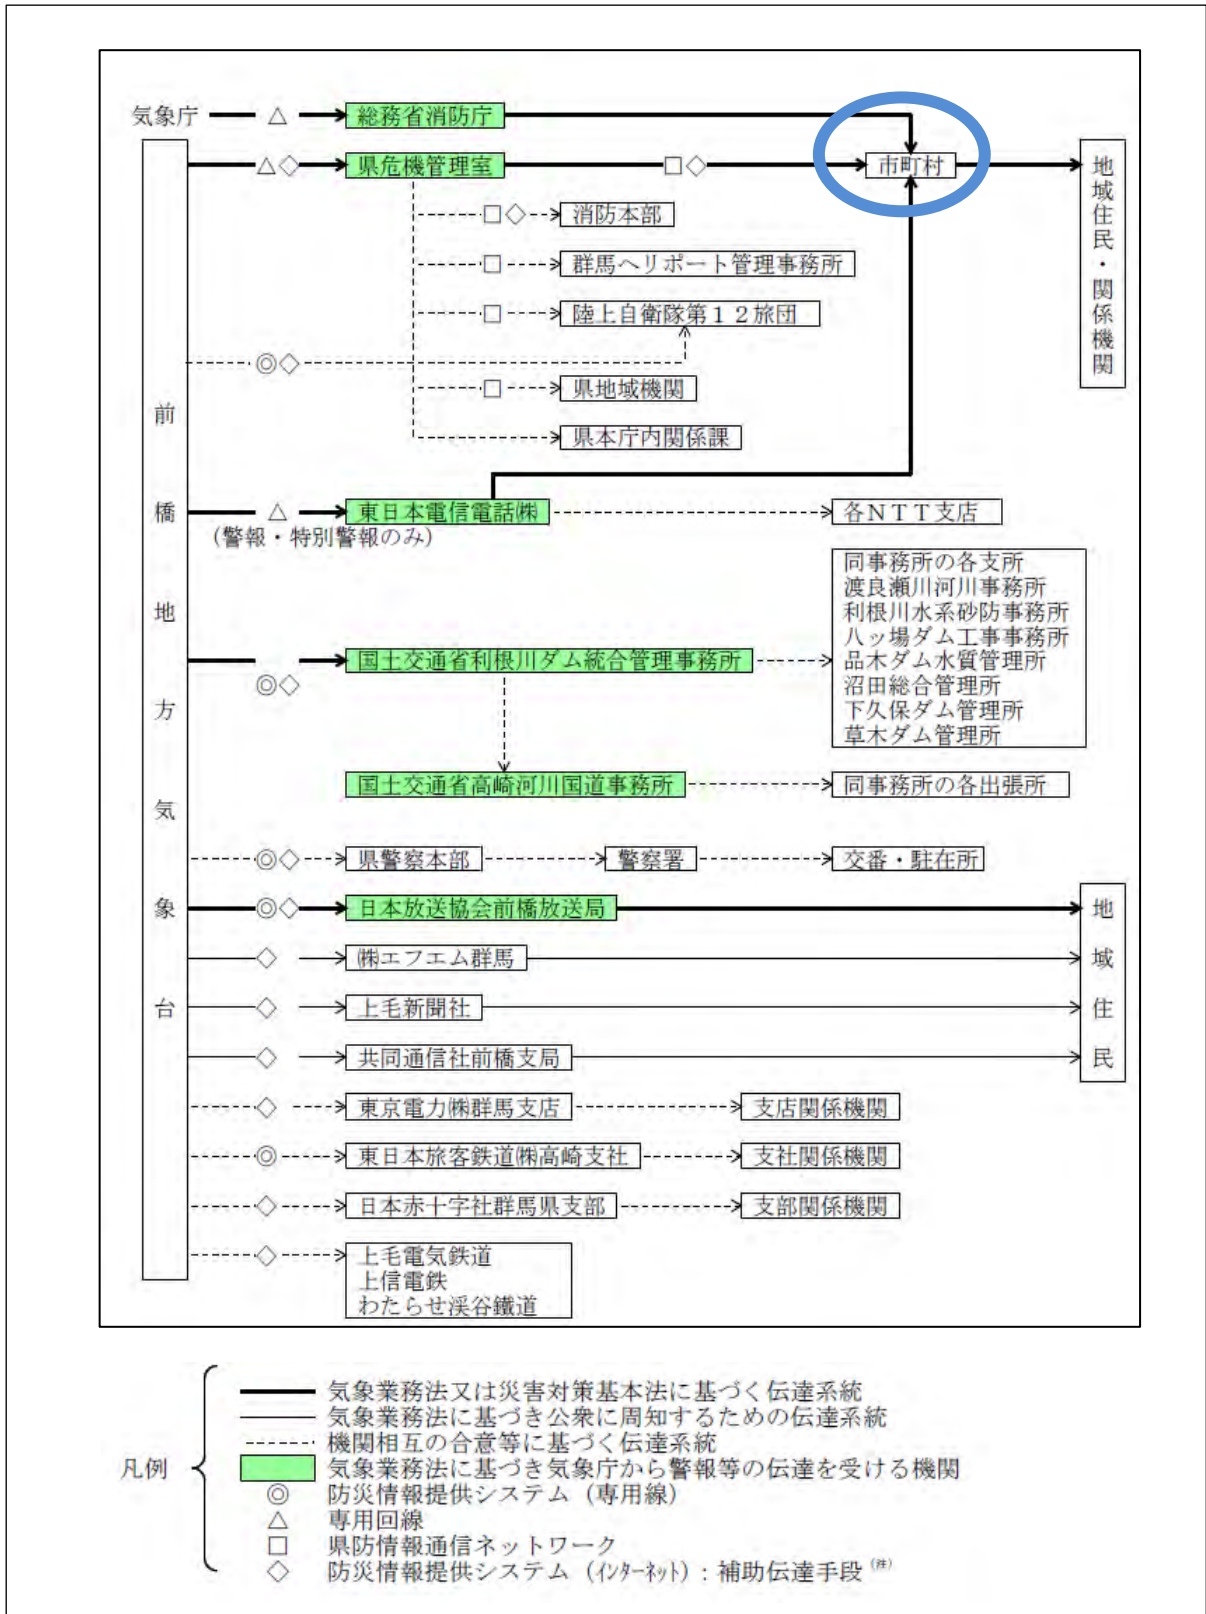 気象庁 △ 総務省消防庁
△◇ 県危機管理室 □◇ 市町村
地域住民・関係機関
□◇ 消防本部
□ 群馬ヘリポート管理事務所
□ 陸上自衛隊第１２旅団
◎◇
□ 県地域機関
県本庁内関係課
前橋地方気象台
△ 東日本電信電話㈱ 各ＮＴＴ支店
(警報・特別警報のみ)
同事務所の各支所
渡良瀬川河川事務所
利根川水系砂防事務所
八ッ場ダム工事事務所
品木ダム水質管理所
沼田総合管理所
下久保ダム管理所
草木ダム管理所
◎◇ 国土交通省利根川ダム統合管理事務所
国土交通省高崎河川国道事務所 同事務所の各出張所
◎◇ 県警察本部 警察署 交番・駐在所
◎◇ 日本放送協会前橋放送局
地域住民
◇ ㈱エフエム群馬
◇ 上毛新聞社
◇ 共同通信社前橋支局
◇ 東京電力㈱群馬支店 支店関係機関
◎ 東日本旅客鉄道㈱高崎支社 支社関係機関
◇ 日本赤十字社群馬県支部 支部関係機関
◇ 上毛電気鉄道
上信電鉄
わたらせ渓谷鐵道
凡例
気象業務法又は災害対策基本法に基づく伝達系統
気象業務法に基づき公衆に周知するための伝達系統
機関相互の合意等に基づく伝達系統
気象業務法に基づき気象庁から警報等の伝達を受ける機関
◎ 防災情報提供システム（専用線）
△ 専用回線
□ 県防情報通信ネットワーク
◇ 防災情報提供システム（インターネット）：補助伝達手段（注）